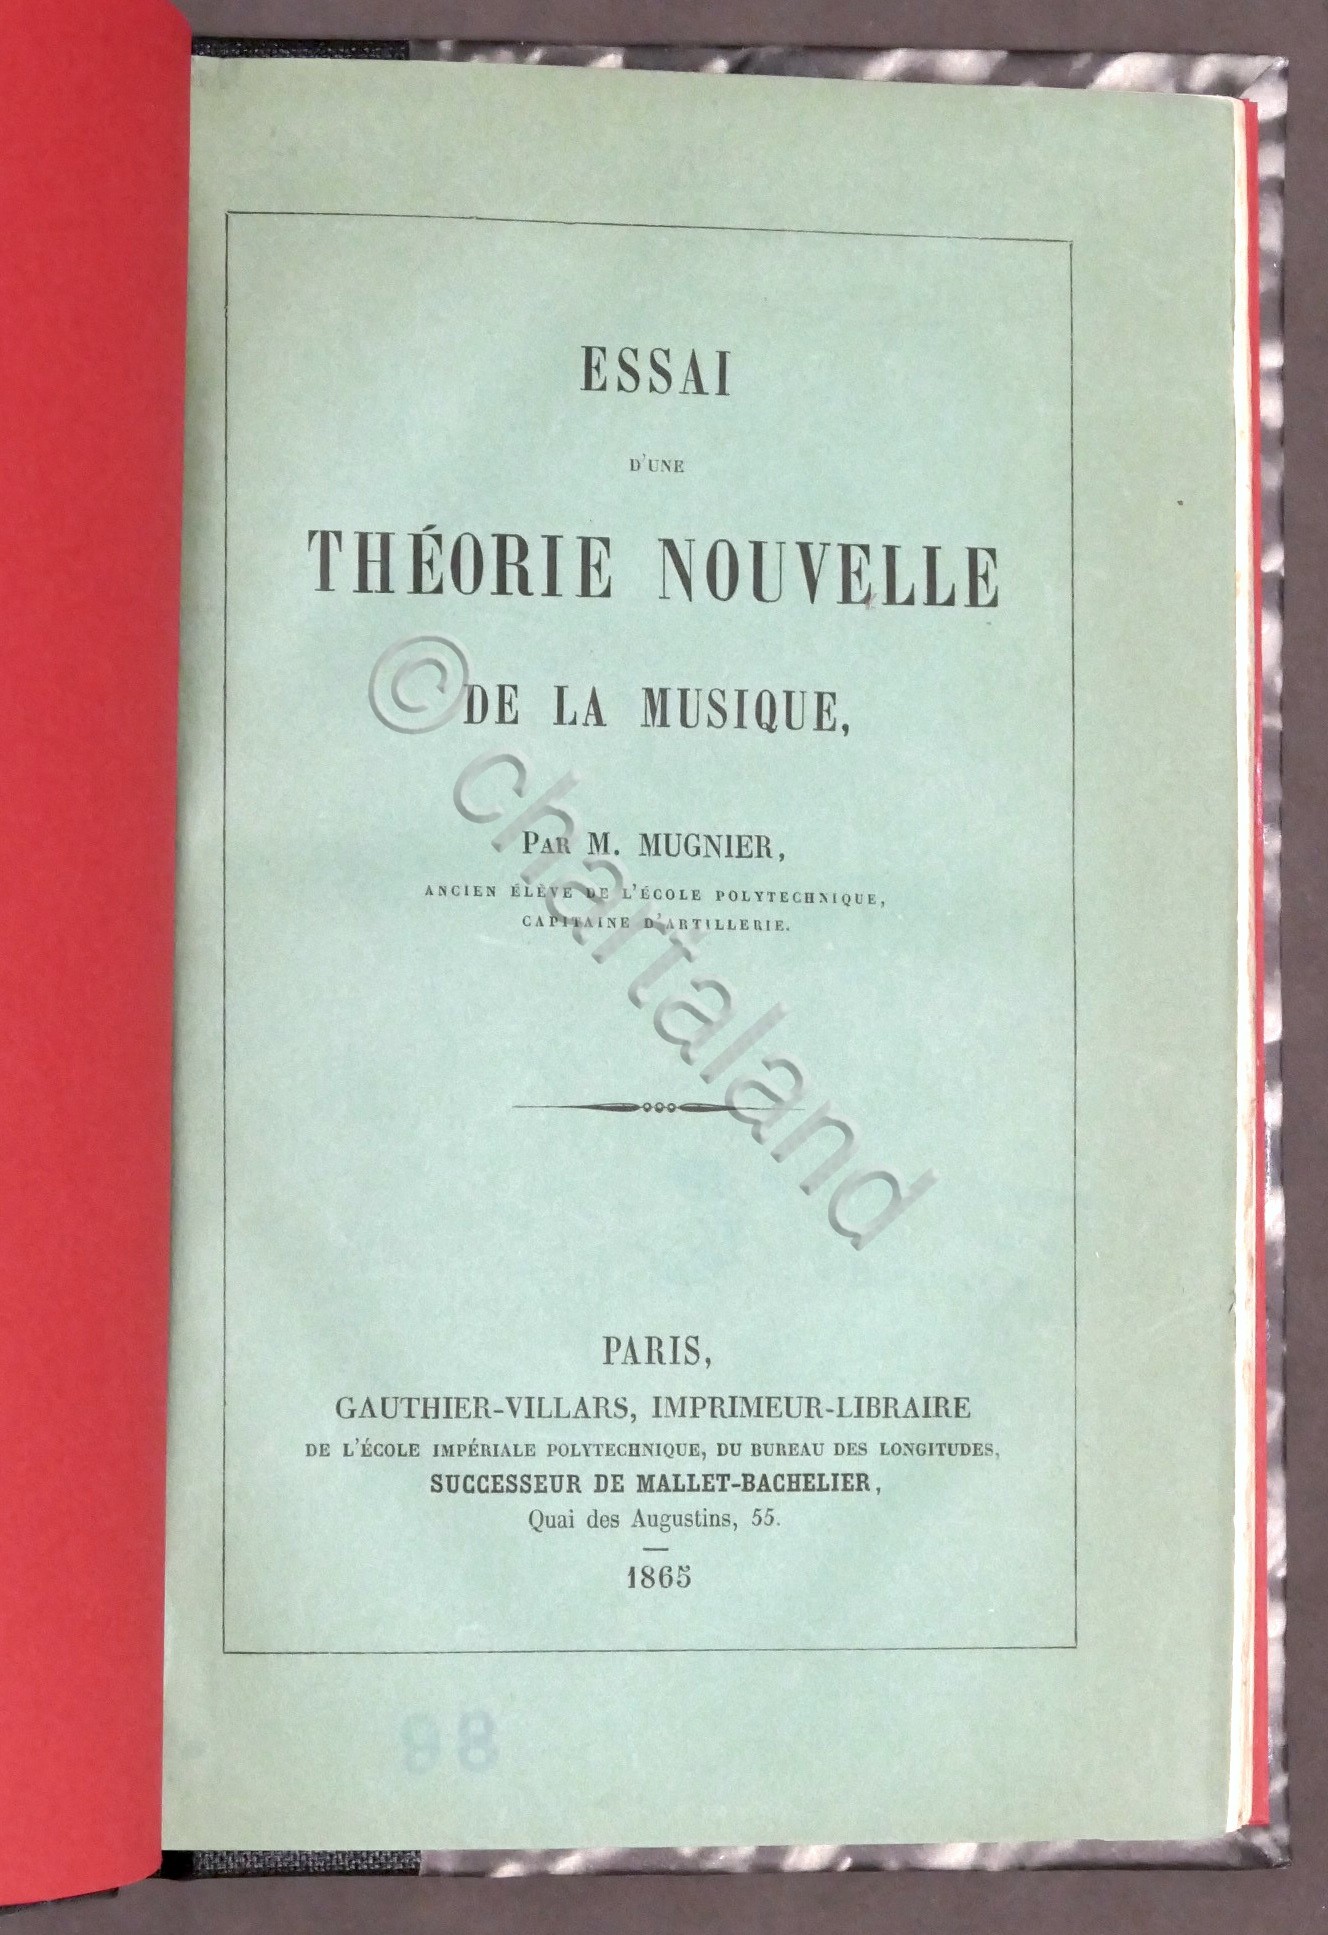 ESSAI
D'UNE
THÉORIE NOUVELLE
DE LA MUSIQUE,
PAR M. MUGNIER,
ANCIEN ÉLÈVE DE L'ÉCOLE POLYTECHNIQUE,
CAPITAINE D'ARTILLERIE.
© chartaland
PARIS,
GAUTHIER-VILLARS, IMPRIMEUR-LIBRAIRE
DE L'ÉCOLE IMPÉRIALE POLYTECHNIQUE, DU BUREAU DES LONGITUDES,
SUCCESSEUR DE MALLET-BACHELIER,
Quai des Augustins, 55.
1865